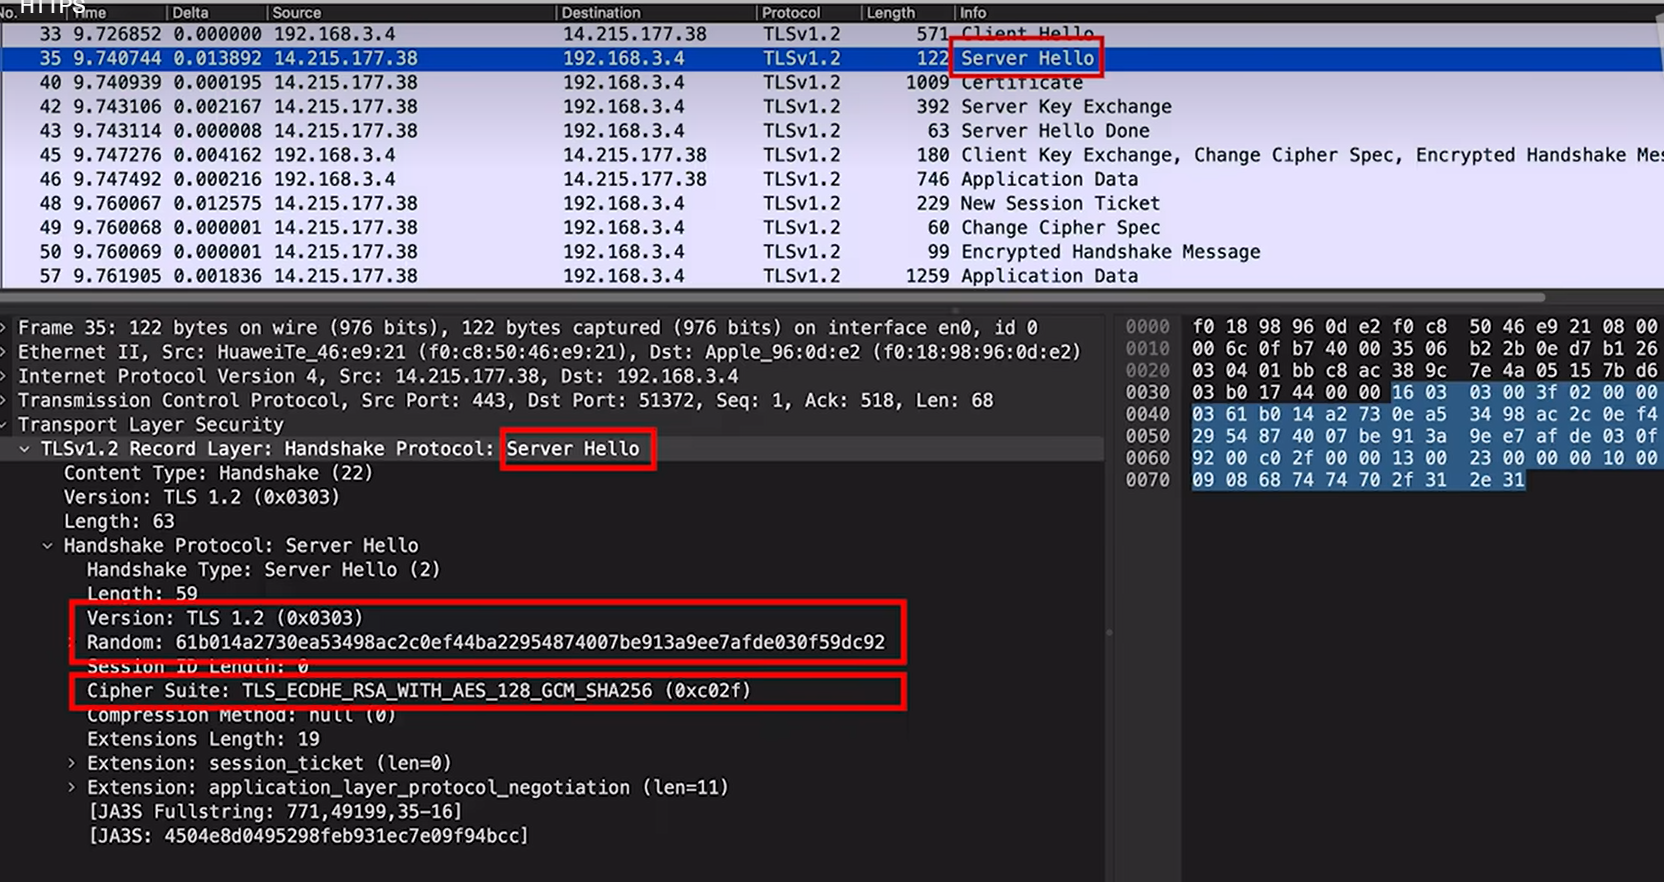 HTTPS
No. Time Delta Source Destination Protocol Length Info
33 9.726852 0.000000 192.168.3.4 14.215.177.38 TLSv1.2 571 Client Hello
35 9.740744 0.013892 14.215.177.38 192.168.3.4 TLSv1.2 122 Server Hello
40 9.740939 0.000195 14.215.177.38 192.168.3.4 TLSv1.2 1009 Certificate
42 9.743106 0.002167 14.215.177.38 192.168.3.4 TLSv1.2 392 Server Key Exchange
43 9.743114 0.000008 14.215.177.38 192.168.3.4 TLSv1.2 63 Server Hello Done
45 9.747276 0.004162 192.168.3.4 14.215.177.38 TLSv1.2 180 Client Key Exchange, Change Cipher Spec, Encrypted Handshake Mes
46 9.747492 0.000216 192.168.3.4 14.215.177.38 TLSv1.2 746 Application Data
48 9.760067 0.012575 14.215.177.38 192.168.3.4 TLSv1.2 229 New Session Ticket
49 9.760068 0.000001 14.215.177.38 192.168.3.4 TLSv1.2 60 Change Cipher Spec
50 9.760069 0.000001 14.215.177.38 192.168.3.4 TLSv1.2 99 Encrypted Handshake Message
57 9.761905 0.001836 14.215.177.38 192.168.3.4 TLSv1.2 1259 Application Data
Frame 35: 122 bytes on wire (976 bits), 122 bytes captured (976 bits) on interface en0, id 0
Ethernet II, Src: HuaweiTe_46:e9:21 (f0:c8:50:46:e9:21), Dst: Apple_96:0d:e2 (f0:18:98:96:0d:e2)
Internet Protocol Version 4, Src: 14.215.177.38, Dst: 192.168.3.4
Transmission Control Protocol, Src Port: 443, Dst Port: 51372, Seq: 1, Ack: 518, Len: 68
Transport Layer Security
TLSv1.2 Record Layer: Handshake Protocol: Server Hello
Content Type: Handshake (22)
Version: TLS 1.2 (0x0303)
Length: 63
Handshake Protocol: Server Hello
Handshake Type: Server Hello (2)
Length: 59
Version: TLS 1.2 (0x0303)
Random: 61b014a2730ea53498ac2c0ef44ba22954874007be913a9ee7afde030f59dc92
Session ID Length: 0
Cipher Suite: TLS_ECDHE_RSA_WITH_AES_128_GCM_SHA256 (0xc02f)
Compression Method: null (0)
Extensions Length: 19
Extension: session_ticket (len=0)
Extension: application_layer_protocol_negotiation (len=11)
[JA3S Fullstring: 771,49199,35-16]
[JA3S: 4504e8d0495298feb931ec7e09f94bcc]
0000 f0 18 98 96 0d e2 f0 c8 50 46 e9 21 08 00
0010 00 6c 0f b7 40 00 35 06 b2 2b 0e d7 b1 26
0020 03 04 01 bb c8 ac 38 9c 7e 4a 05 15 7b d6
0030 03 b0 17 44 00 00 16 03 03 00 3f 02 00 00
0040 03 61 b0 14 a2 73 0e a5 34 98 ac 2c 0e f4
0050 29 54 87 40 07 be 91 3a 9e e7 af de 03 0f
0060 92 00 c0 2f 00 00 13 00 23 00 00 00 10 00
0070 09 08 68 74 74 70 2f 31 2e 31